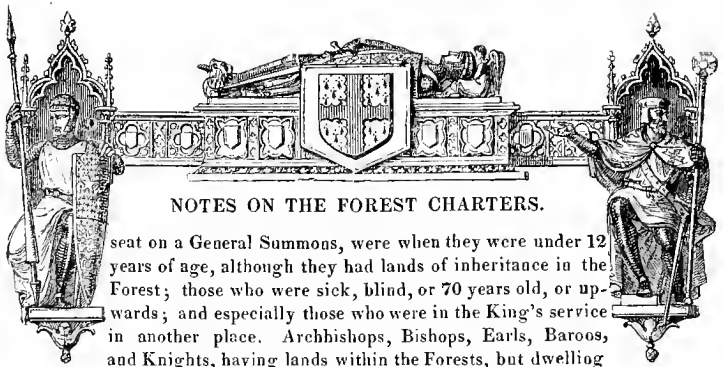 NOTES ON THE FOREST CHARTERS.
seat on a General Summons, were when they were under 12
years of age, although they had lands of inheritance in the
Forest; those who were sick, blind, or 70 years old, or up-
wards; and especially those who were in the King's service
in another place. Archbishops, Bishops, Earls, Barons,
and Knights, having lands within the Forests, but dwelling